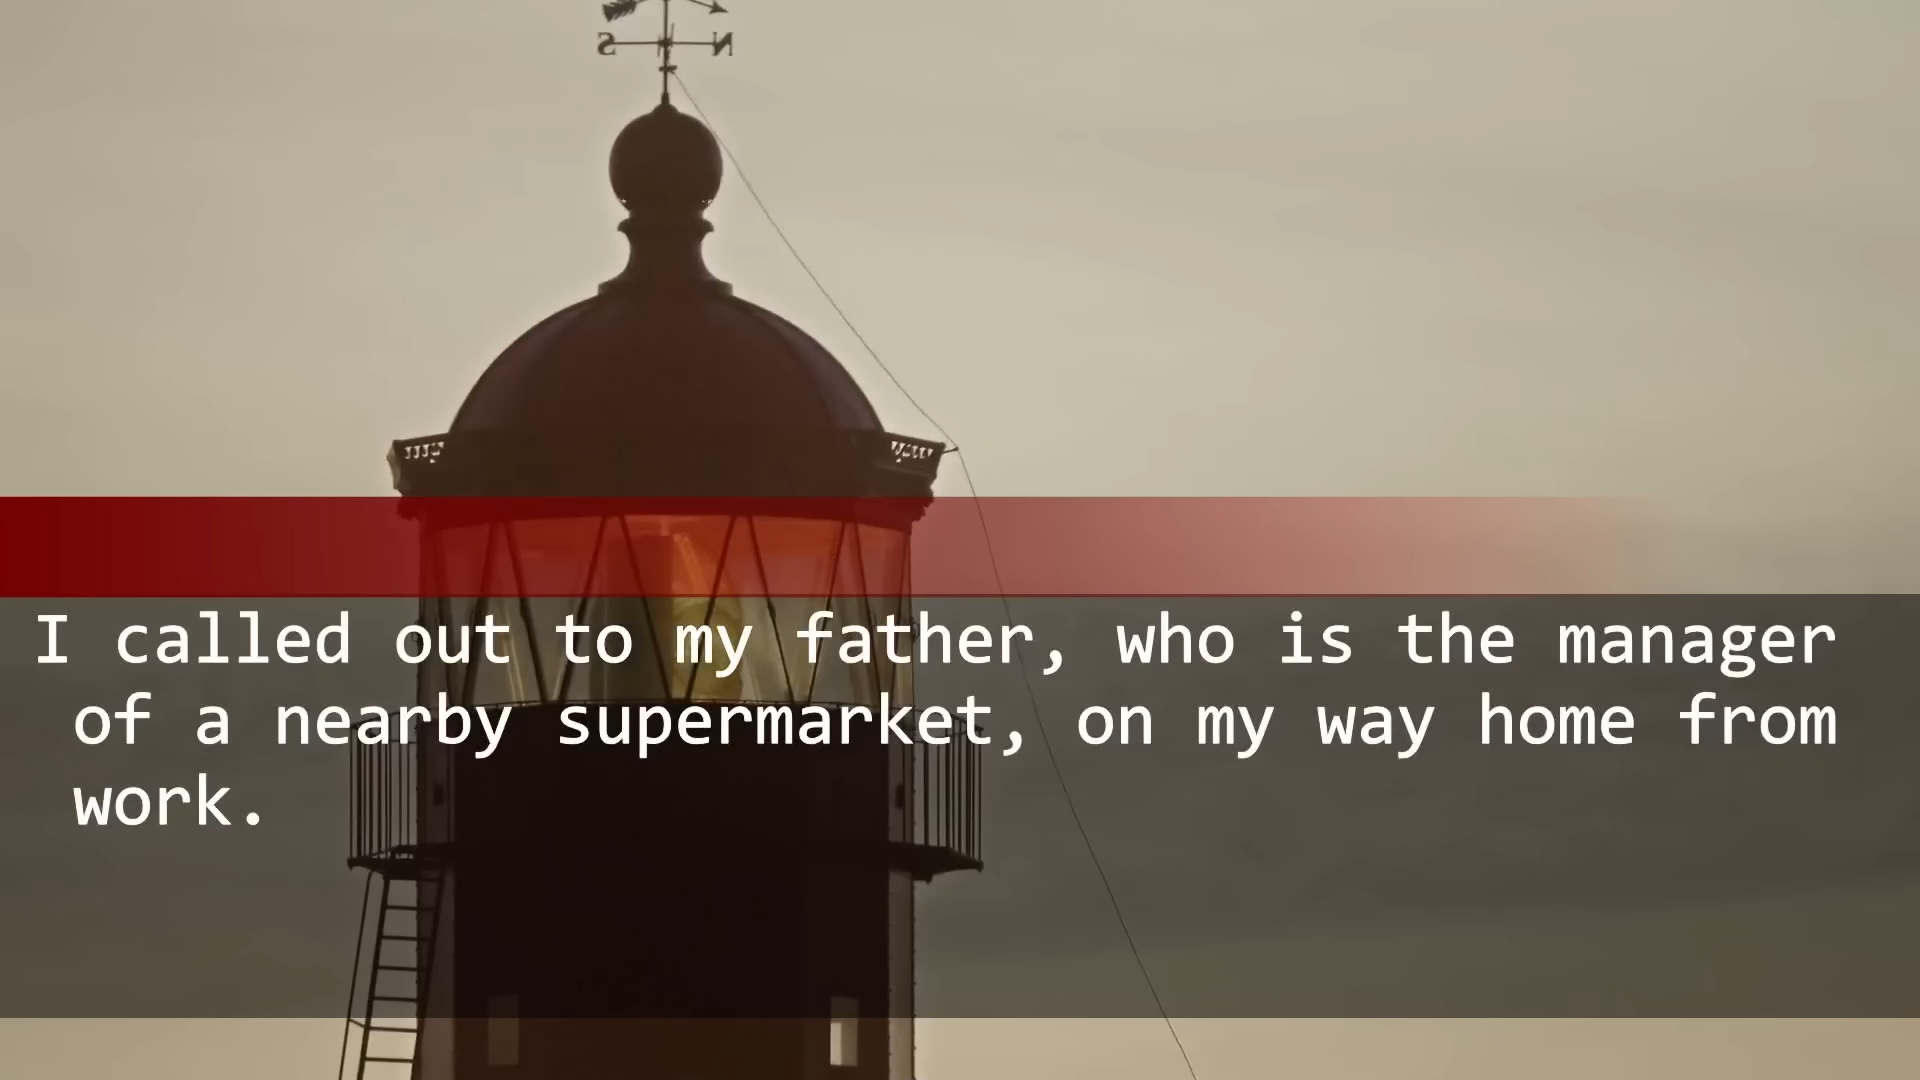 S N
I called out to my father, who is the manager
of a nearby supermarket, on my way home from
work.